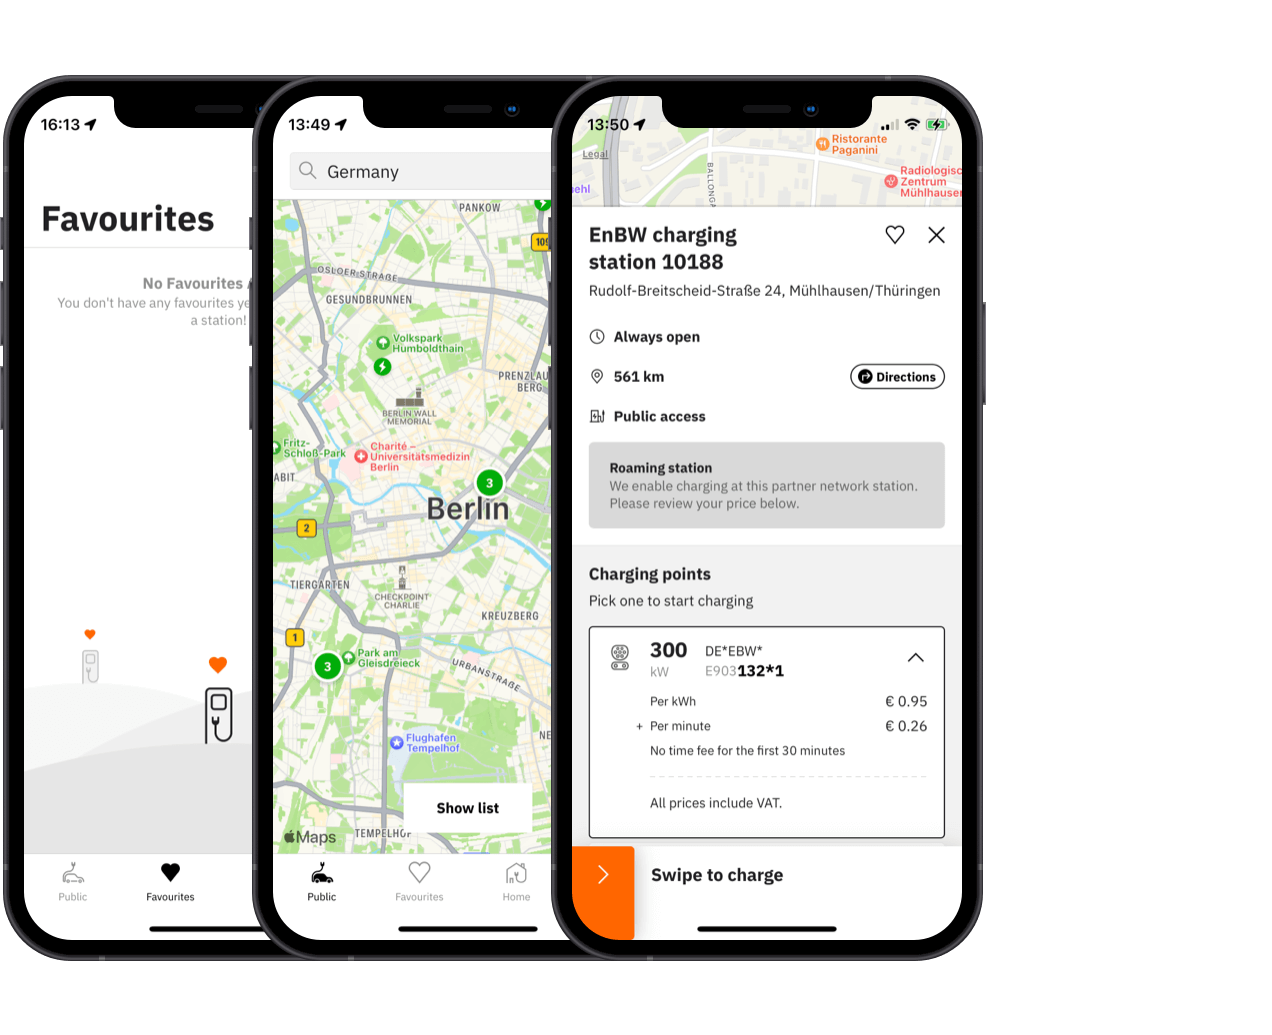 16:13
Favourites
No Favourites
You don't have any favourites ye
a station!
Public
Favourites
13:49
Germany
PANKOW
109
OSLOER STRAßE
GESUNDBRUNNEN
Volkspark
Humboldthain
PRENZLAU
BERG
BERLIN WALL
MEMORIAL
Fritz-
Schloß-Park
Charité –
Universitätsmedizin
Berlin
ABIT
3
Berlin
2
TIERGARTEN
CHECKPOINT
CHARLIE
KREUZBERG
1
3
Park am
Gleisdreieck
URBANSTRAßE
Flughafen
Tempelhof
NE
Show list
Maps
TEMPELHOF
Public
Favourites
Home
13:50
Legal
Ristorante
Paganini
BALLONGA
Radiologisc
Zentrum
Mühlhausen
ehl
EnBW charging
station 10188
Rudolf-Breitscheid-Straße 24, Mühlhausen/Thüringen
Always open
561 km
Directions
Public access
Roaming station
We enable charging at this partner network station.
Please review your price below.
Charging points
Pick one to start charging
300
kW
DE*EBW*
E903132*1
Per kWh € 0.95
+ Per minute € 0.26
No time fee for the first 30 minutes
All prices include VAT.
Swipe to charge